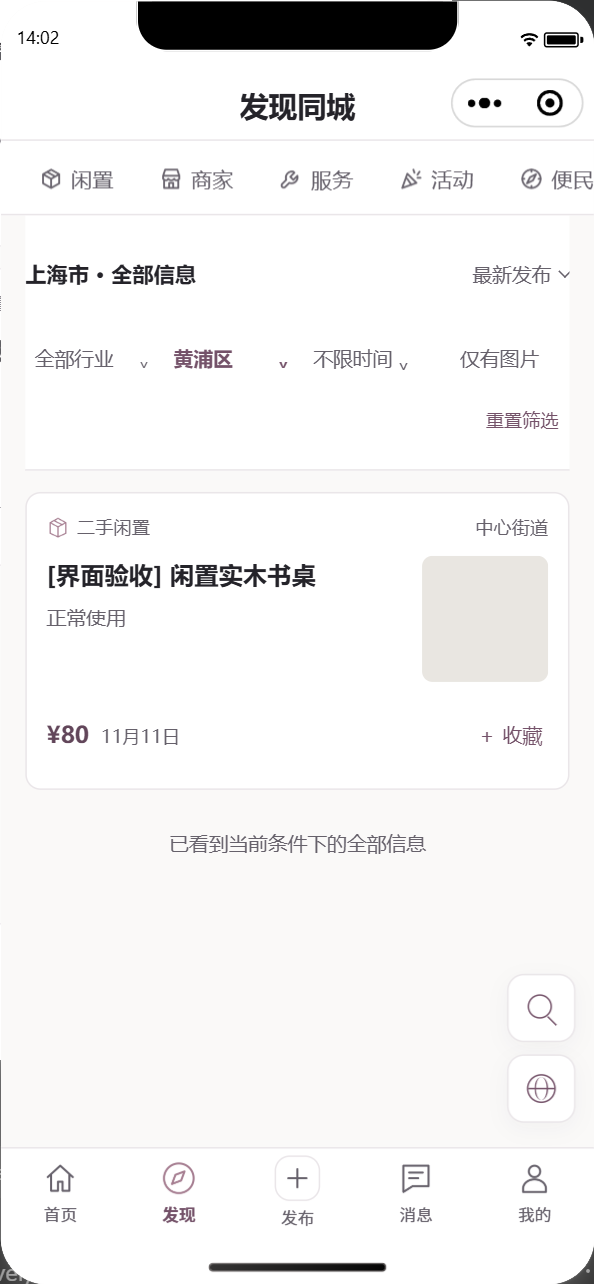 14:02
发现同城
闲置 商家 服务 活动 便民
上海市・全部信息 最新发布
全部行业 黄浦区 不限时间 仅有图片
重置筛选
二手闲置 中心街道
[界面验收] 闲置实木书桌
正常使用
¥80 11月11日 + 收藏
已看到当前条件下的全部信息
首页 发现 发布 消息 我的